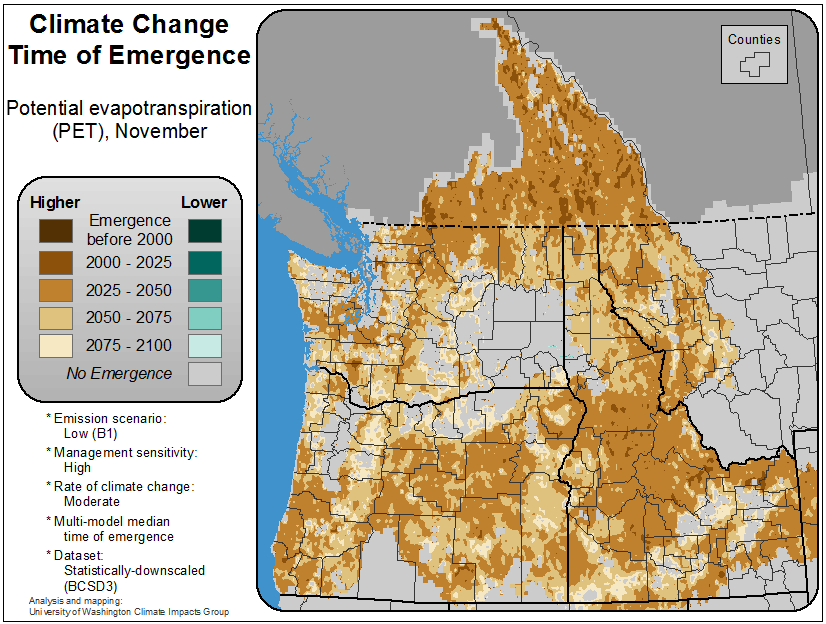 Climate Change
Time of Emergence
Potential evapotranspiration
(PET), November
Higher
Lower
Emergence
before 2000
2000 - 2025
2025 - 2050
2050 - 2075
2075 - 2100
No Emergence
* Emission scenario:
Low (B1)
* Management sensitivity:
High
* Rate of climate change:
Moderate
* Multi-model median
time of emergence
* Dataset:
Statistically-downscaled
(BCSD3)
Analysis and mapping:
University of Washington Climate Impacts Group
Counties